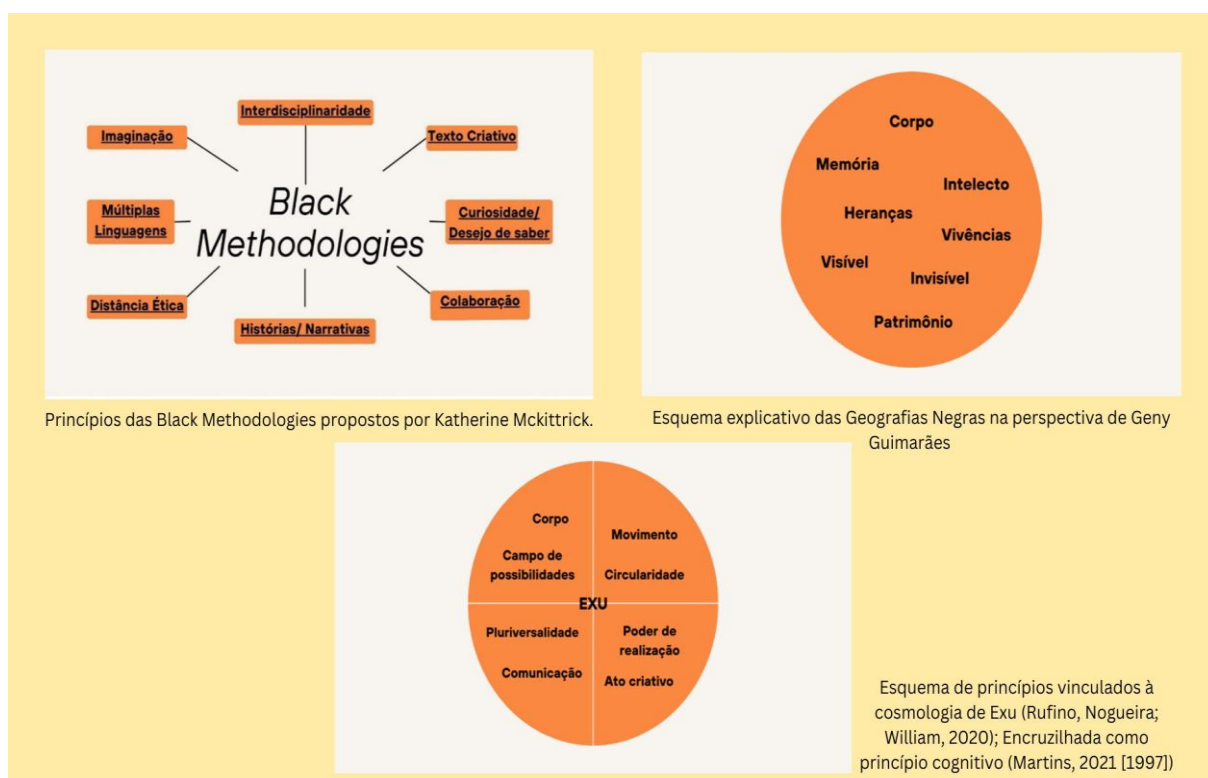 Interdisciplinaridade
Imaginação
Texto Criativo
Black
Methodologies
Múltiplas
Linguagens
Curiosidade/
Desejo de saber
Distância Ética
Colaboração
Histórias/ Narrativas
Princípios das Black Methodologies propostos por Katherine Mckittrick.
Corpo
Memória
Intelecto
Heranças
Vivências
Visível
Invisível
Patrimônio
Esquema explicativo das Geografias Negras na perspectiva de Geny
Guimarães
Corpo
Campo de
possibilidades
Movimento
Circularidade
EXU
Pluriversalidade
Comunicação
Poder de
realização
Ato criativo
Esquema de princípios vinculados à
cosmologia de Exu (Rufino, Nogueira;
William, 2020); Encruzilhada como
princípio cognitivo (Martins, 2021 [1997])